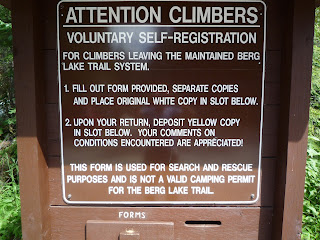 ATTENTION CLIMBERS
VOLUNTARY SELF-REGISTRATION
FOR CLIMBERS LEAVING THE MAINTAINED BERG
LAKE TRAIL SYSTEM.
1. FILL OUT FORM PROVIDED, SEPARATE COPIES
AND PLACE ORIGINAL WHITE COPY IN SLOT BELOW.
2. UPON YOUR RETURN, DEPOSIT YELLOW COPY
IN SLOT BELOW. YOUR COMMENTS ON
CONDITIONS ENCOUNTERED ARE APPRECIATED!
THIS FORM IS USED FOR SEARCH AND RESCUE
PURPOSES AND IS NOT A VALID CAMPING PERMIT
FOR THE BERG LAKE TRAIL.
FORMS